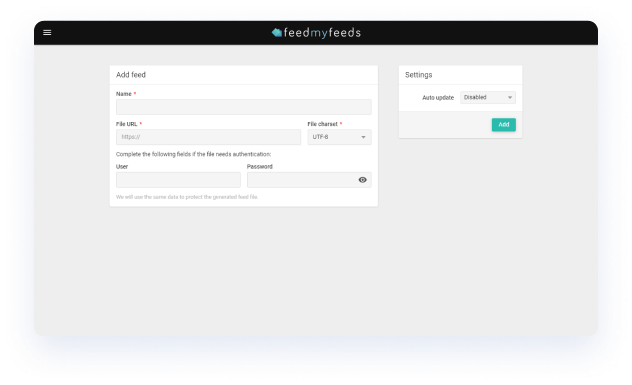 feedmyfeeds
Add feed
Name *
File URL *
File charset *
https://
UTF-8
Complete the following fields if the file needs authentication:
User
Password
We will use the same data to protect the generated feed file.
Settings
Auto update
Disabled
Add